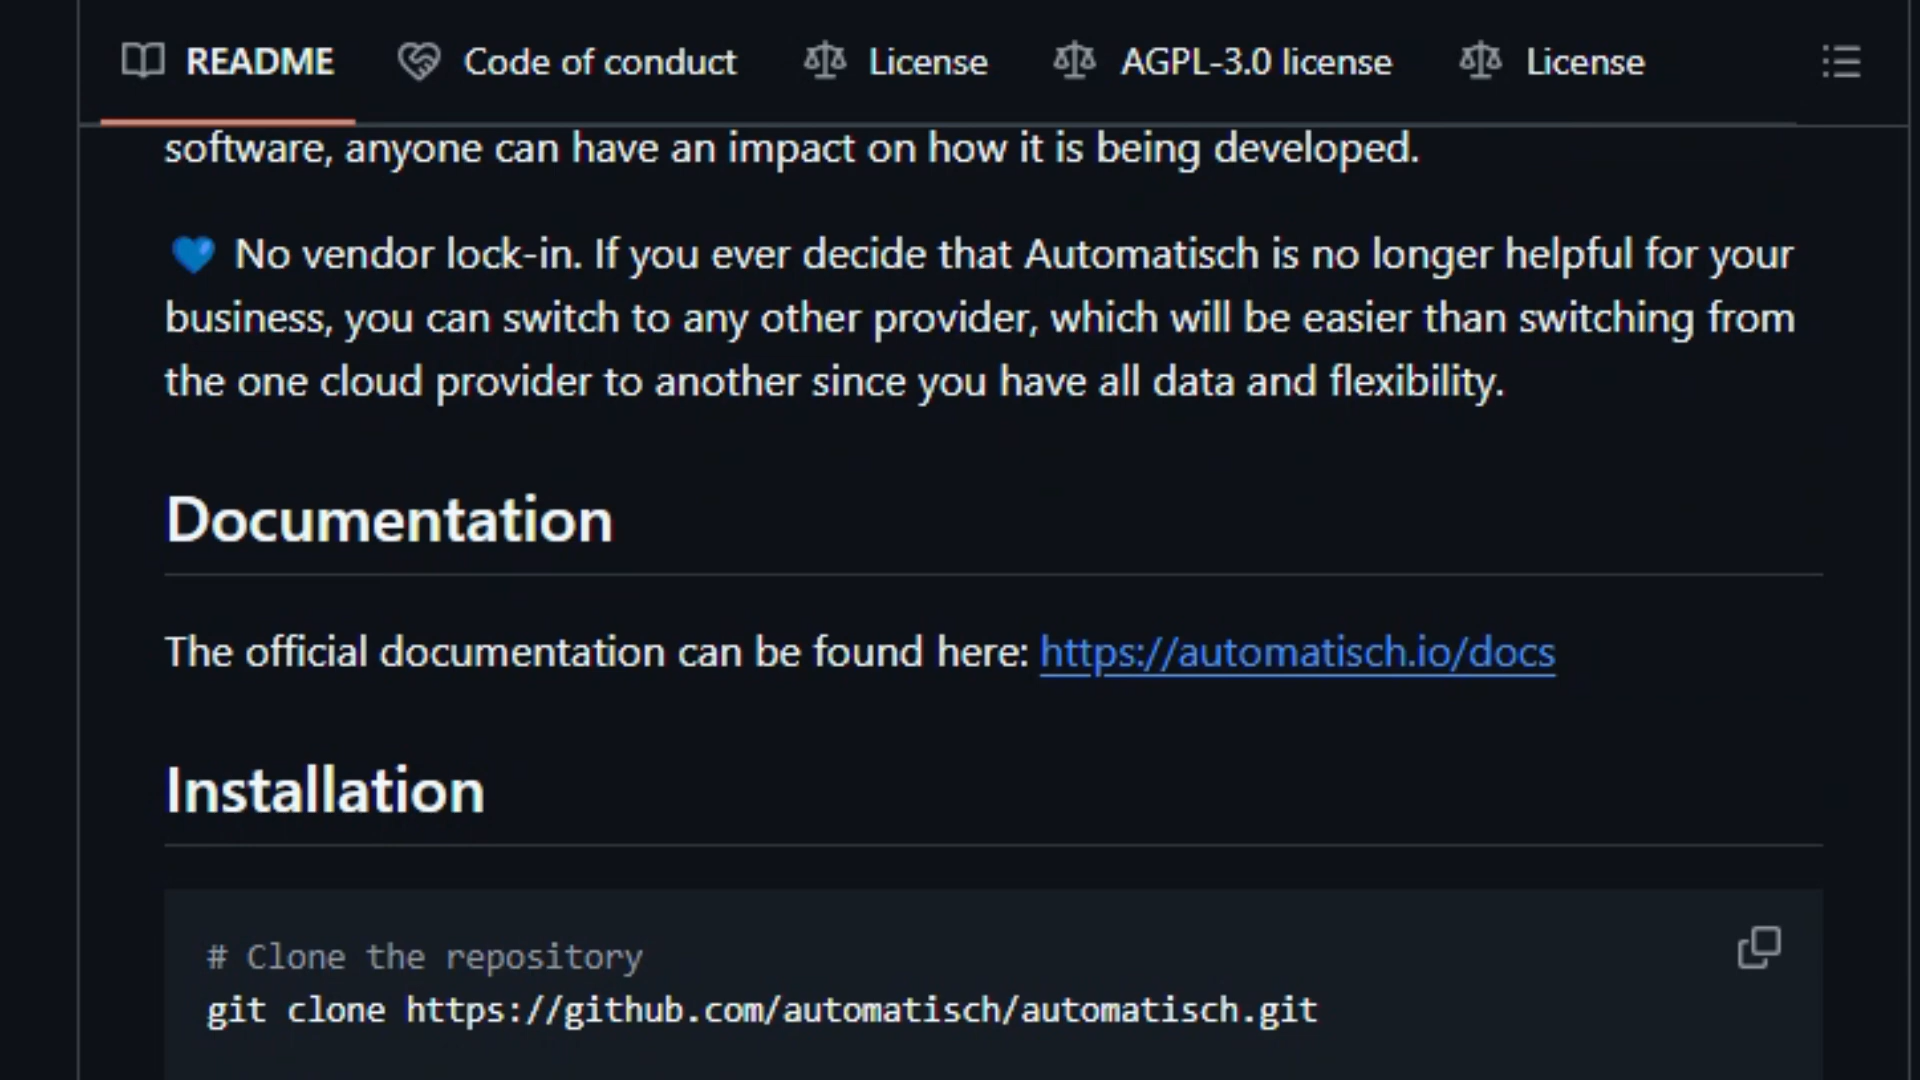 README Code of conduct License AGPL-3.0 license License
software, anyone can have an impact on how it is being developed.
💙 No vendor lock-in. If you ever decide that Automatisch is no longer helpful for your
business, you can switch to any other provider, which will be easier than switching from
the one cloud provider to another since you have all data and flexibility.
Documentation
The official documentation can be found here: https://automatisch.io/docs
Installation
# Clone the repository
git clone https://github.com/automatisch/automatisch.git